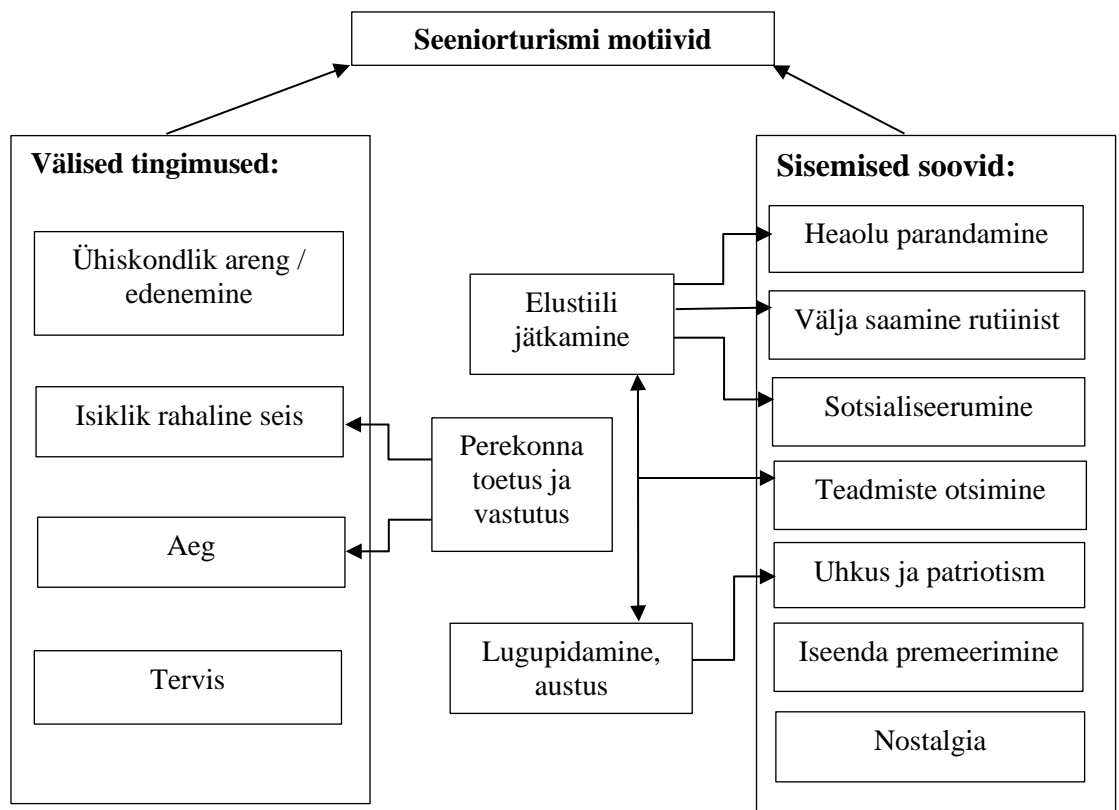 Seeniorturismi motiivid
Välised tingimused:
Ühiskondlik areng /
edenemine
Isiklik rahaline seis
Aeg
Tervis
Elustiili
jätkamine
Perekonna
toetus ja
vastutus
Lugupidamine,
austus
Sisemised soovid:
Heaolu parandamine
Välja saamine rutiinist
Sotsialiseerumine
Teadmiste otsimine
Uhkus ja patriotism
Iseenda premeerimine
Nostalgia